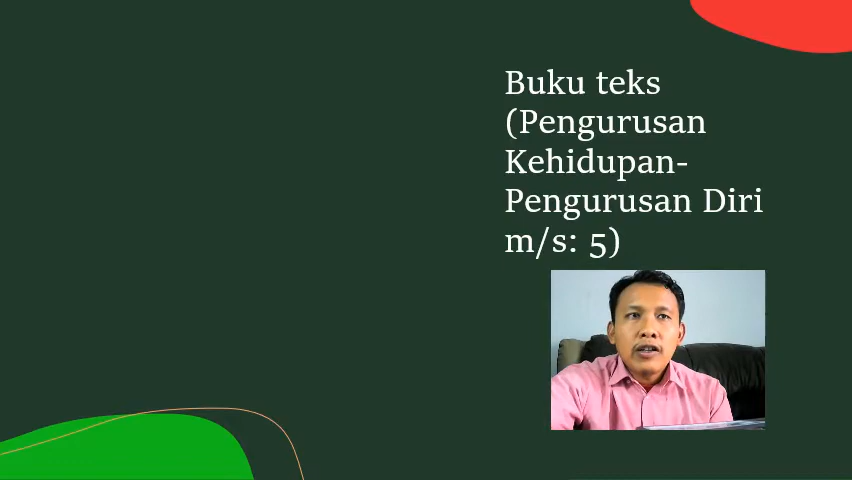 Buku teks
(Pengurusan
Kehidupan-
Pengurusan Diri
m/s: 5)